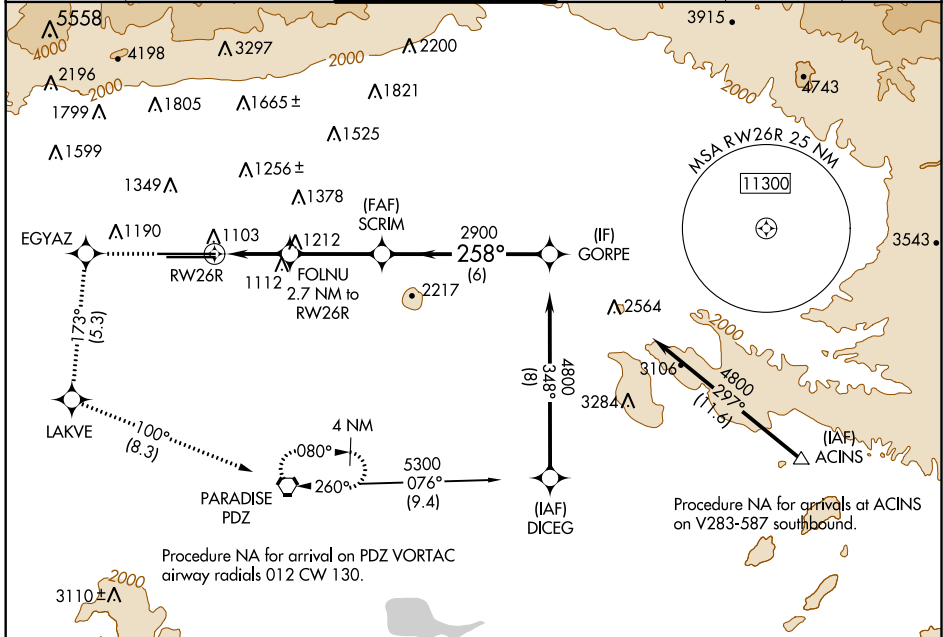 5558
4000
4198
3297
2200
3915
2000
2196
2000
1799
1805
1665 ±
1821
2000
4743
1599
1525
MSA RW26R 25 NM
11300
1349
1256 ±
1378
(FAF)
SCRIM
EGYAZ
1190
1103
1212
2900
258°
(6)
(IF)
GORPE
3543
RW26R
1112
FOLNU
2.7 NM to
RW26R
2217
2564
2000
173°
(5.3)
4800
348°
(8)
3106
4800
297°
(11.6)
3284
LAKVE
100°
(8.3)
4 NM
080°
260°
5300
076°
(9.4)
(IAF)
ACINS
PARADISE
PDZ
(IAF)
DICEG
Procedure NA for arrivals at ACINS
on V283-587 southbound.
Procedure NA for arrival on PDZ VORTAC
airway radials 012 CW 130.
2000
3110 ±